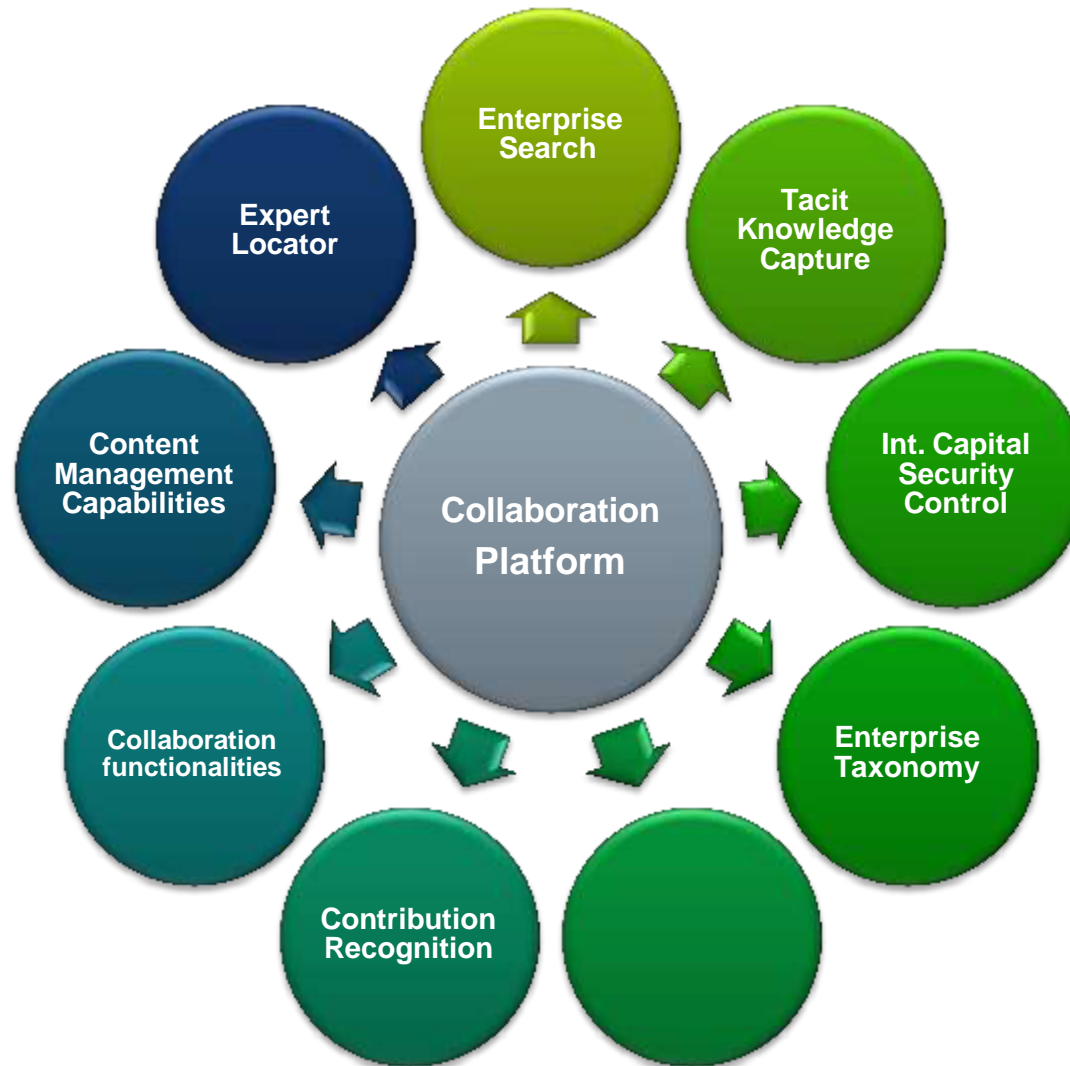 Enterprise
Search
Tacit
Knowledge
Capture
Int. Capital
Security
Control
Enterprise
Taxonomy
Contribution
Recognition
Collaboration
functionalities
Content
Management
Capabilities
Expert
Locator
Collaboration
Platform